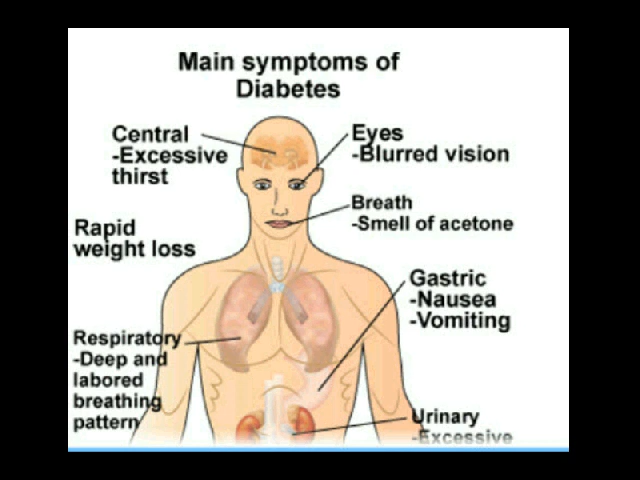 Main symptoms of
Diabetes
Central
-Excessive
thirst
Eyes
-Blurred vision
Breath
-Smell of acetone
Rapid
weight loss
Gastric
-Nausea
-Vomiting
Respiratory
-Deep and
labored
breathing
pattern
Urinary
-Excessive